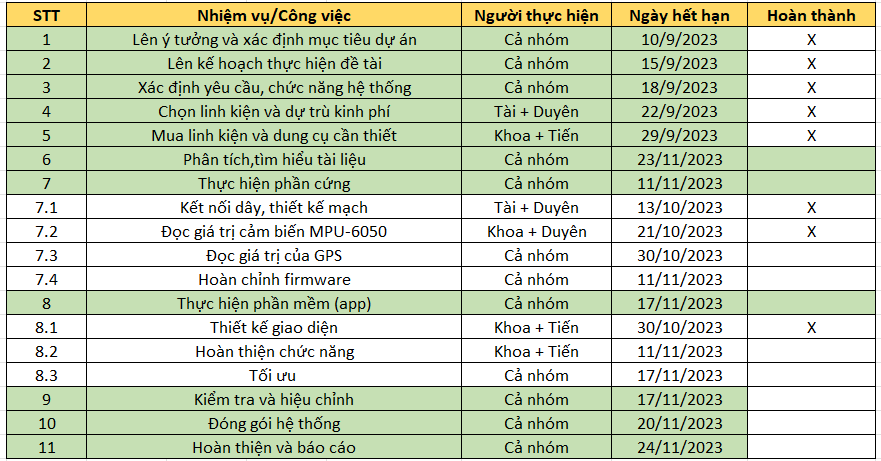 STT Nhiệm vụ/Công việc Người thực hiện Ngày hết hạn Hoàn thành
1 Lên ý tưởng và xác định mục tiêu dự án Cả nhóm 10/9/2023 X
2 Lên kế hoạch thực hiện đề tài Cả nhóm 15/9/2023 X
3 Xác định yêu cầu, chức năng hệ thống Cả nhóm 18/9/2023 X
4 Chọn linh kiện và dự trù kinh phí Tài + Duyên 22/9/2023 X
5 Mua linh kiện và dung cụ cần thiết Khoa + Tiến 29/9/2023 X
6 Phân tích,tìm hiểu tài liệu Cả nhóm 23/11/2023
7 Thực hiện phần cứng Cả nhóm 11/11/2023
7.1 Kết nối dây, thiết kế mạch Tài + Duyên 13/10/2023 X
7.2 Đọc giá trị cảm biến MPU-6050 Khoa + Duyên 21/10/2023 X
7.3 Đọc giá trị của GPS Cả nhóm 30/10/2023
7.4 Hoàn chỉnh firmware Cả nhóm 11/11/2023
8 Thực hiện phần mềm (app) Cả nhóm 17/11/2023
8.1 Thiết kế giao diện Khoa + Tiến 30/10/2023 X
8.2 Hoàn thiện chức năng Khoa + Tiến 11/11/2023
8.3 Tối ưu Cả nhóm 17/11/2023
9 Kiểm tra và hiệu chỉnh Cả nhóm 17/11/2023
10 Đóng gói hệ thống Cả nhóm 20/11/2023
11 Hoàn thiện và báo cáo Cả nhóm 24/11/2023